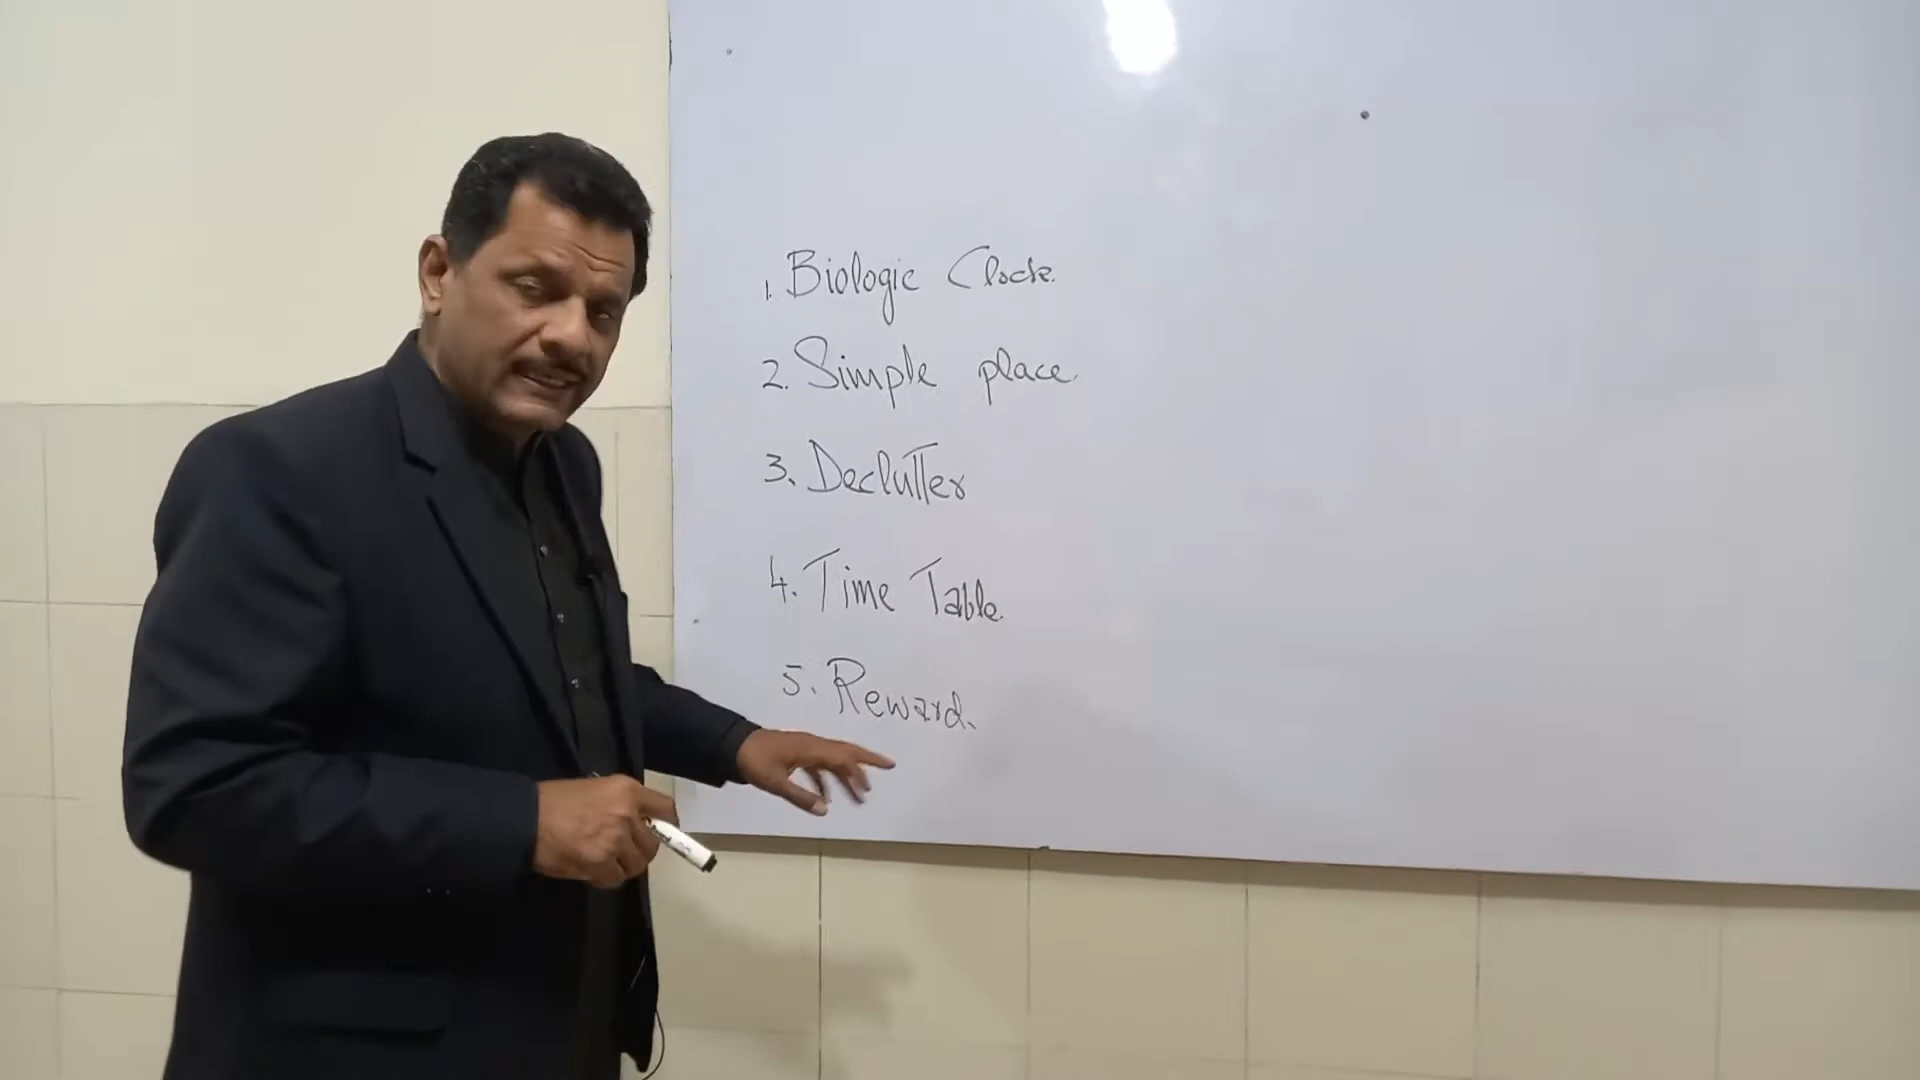 1. Biologic Clock.
2. Simple place.
3. Declutter
4. Time Table.
5. Reward.